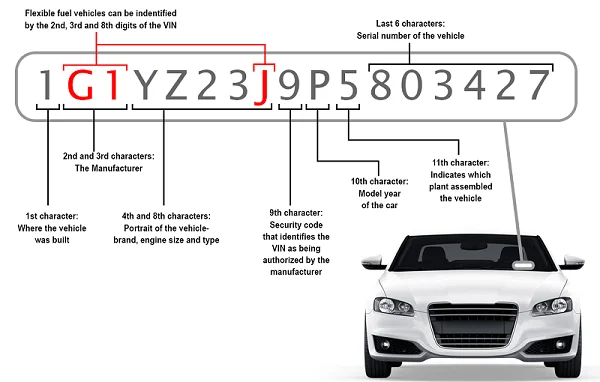 Flexible fuel vehicles can be indentified
by the 2nd, 3rd and 8th digits of the VIN
Last 6 characters:
Serial number of the vehicle
1G1YZ23J9P5803427
2nd and 3rd characters:
The Manufacturer
11th character:
Indicates which
plant assembled
the vehicle
10th character:
Model year
of the car
1st character:
Where the vehicle
was built
4th and 8th characters:
Portrait of the vehicle-
brand, engine size and type
9th character:
Security code
that identifies the
VIN as being
authorized by the
manufacturer